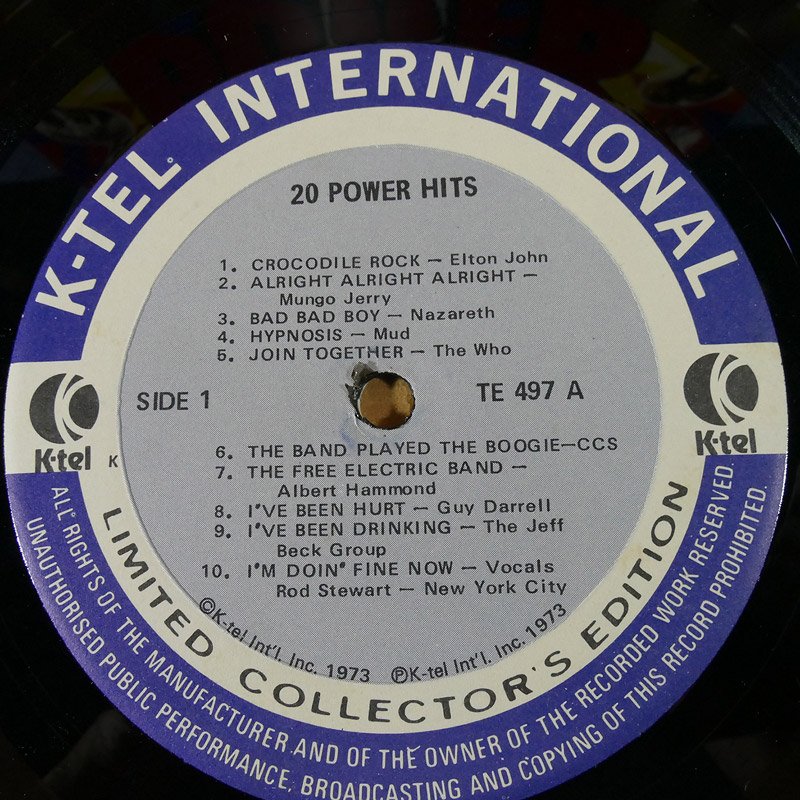 K-TEL INTERNATIONAL
20 POWER HITS
1. CROCODILE ROCK – Elton John
2. ALRIGHT ALRIGHT ALRIGHT –
Mungo Jerry
3. BAD BAD BOY – Nazareth
4. HYPNOSIS – Mud
5. JOIN TOGETHER – The Who
SIDE 1
TE 497 A
K-tel
K
K-tel
6. THE BAND PLAYED THE BOOGIE–CCS
7. THE FREE ELECTRIC BAND –
Albert Hammond
8. I'VE BEEN HURT – Guy Darrell
9. I'VE BEEN DRINKING – The Jeff
Beck Group
10. I'M DOIN' FINE NOW – Vocals
Rod Stewart – New York City
©K-tel Int'l. Inc. 1973 ℗K-tel Int'l. Inc. 1973
LIMITED COLLECTOR'S EDITION
ALL RIGHTS OF THE MANUFACTURER AND OF THE OWNER OF THE RECORDED WORK RESERVED.
UNAUTHORISED PUBLIC PERFORMANCE, BROADCASTING AND COPYING OF THIS RECORD PROHIBITED.